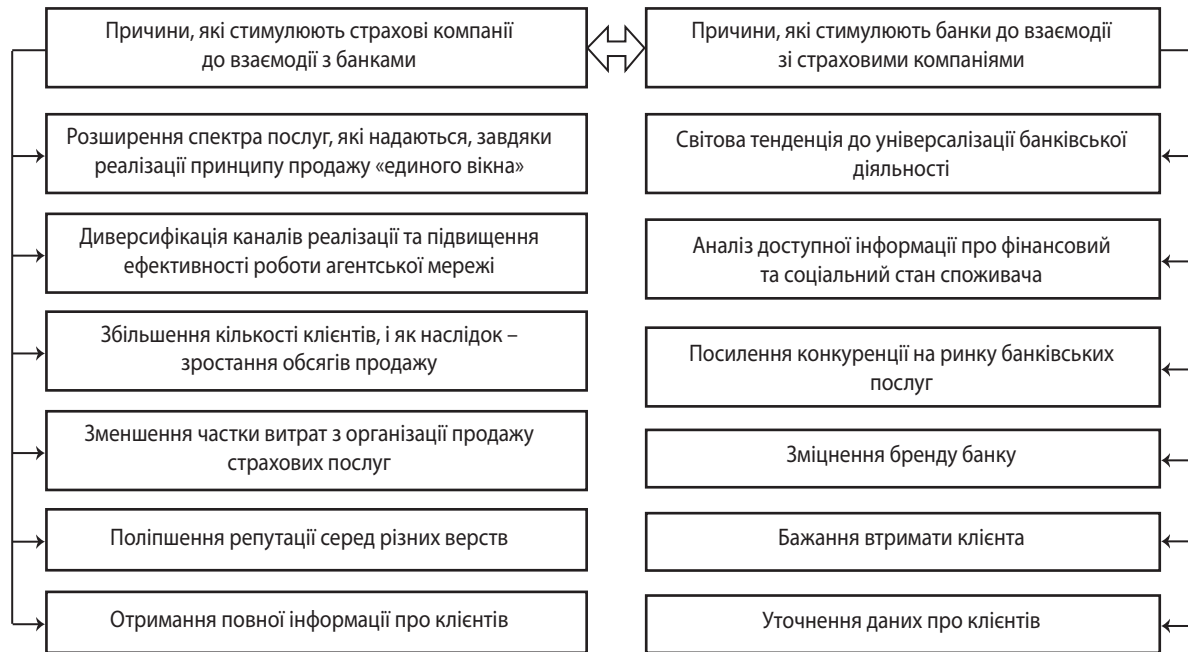 Причини, які стимулюють страхові компанії
до взаємодії з банками
Причини, які стимулюють банки до взаємодії
зі страховими компаніями
Розширення спектра послуг, які надаються, завдяки
реалізації принципу продажу «единого вікна»
Світова тенденція до універсалізації банківської
діяльності
Диверсифікація каналів реалізації та підвищення
ефективності роботи агентської мережі
Аналіз доступної інформації про фінансовий
та соціальний стан споживача
Збільшення кількості клієнтів, і як наслідок –
зростання обсягів продажу
Посилення конкуренції на ринку банківських
послуг
Зменшення частки витрат з організації продажу
страхових послуг
Зміцнення бренду банку
Поліпшення репутації серед різних верств
Бажання втримати клієнта
Отримання повної інформації про клієнтів
Уточнення даних про клієнтів